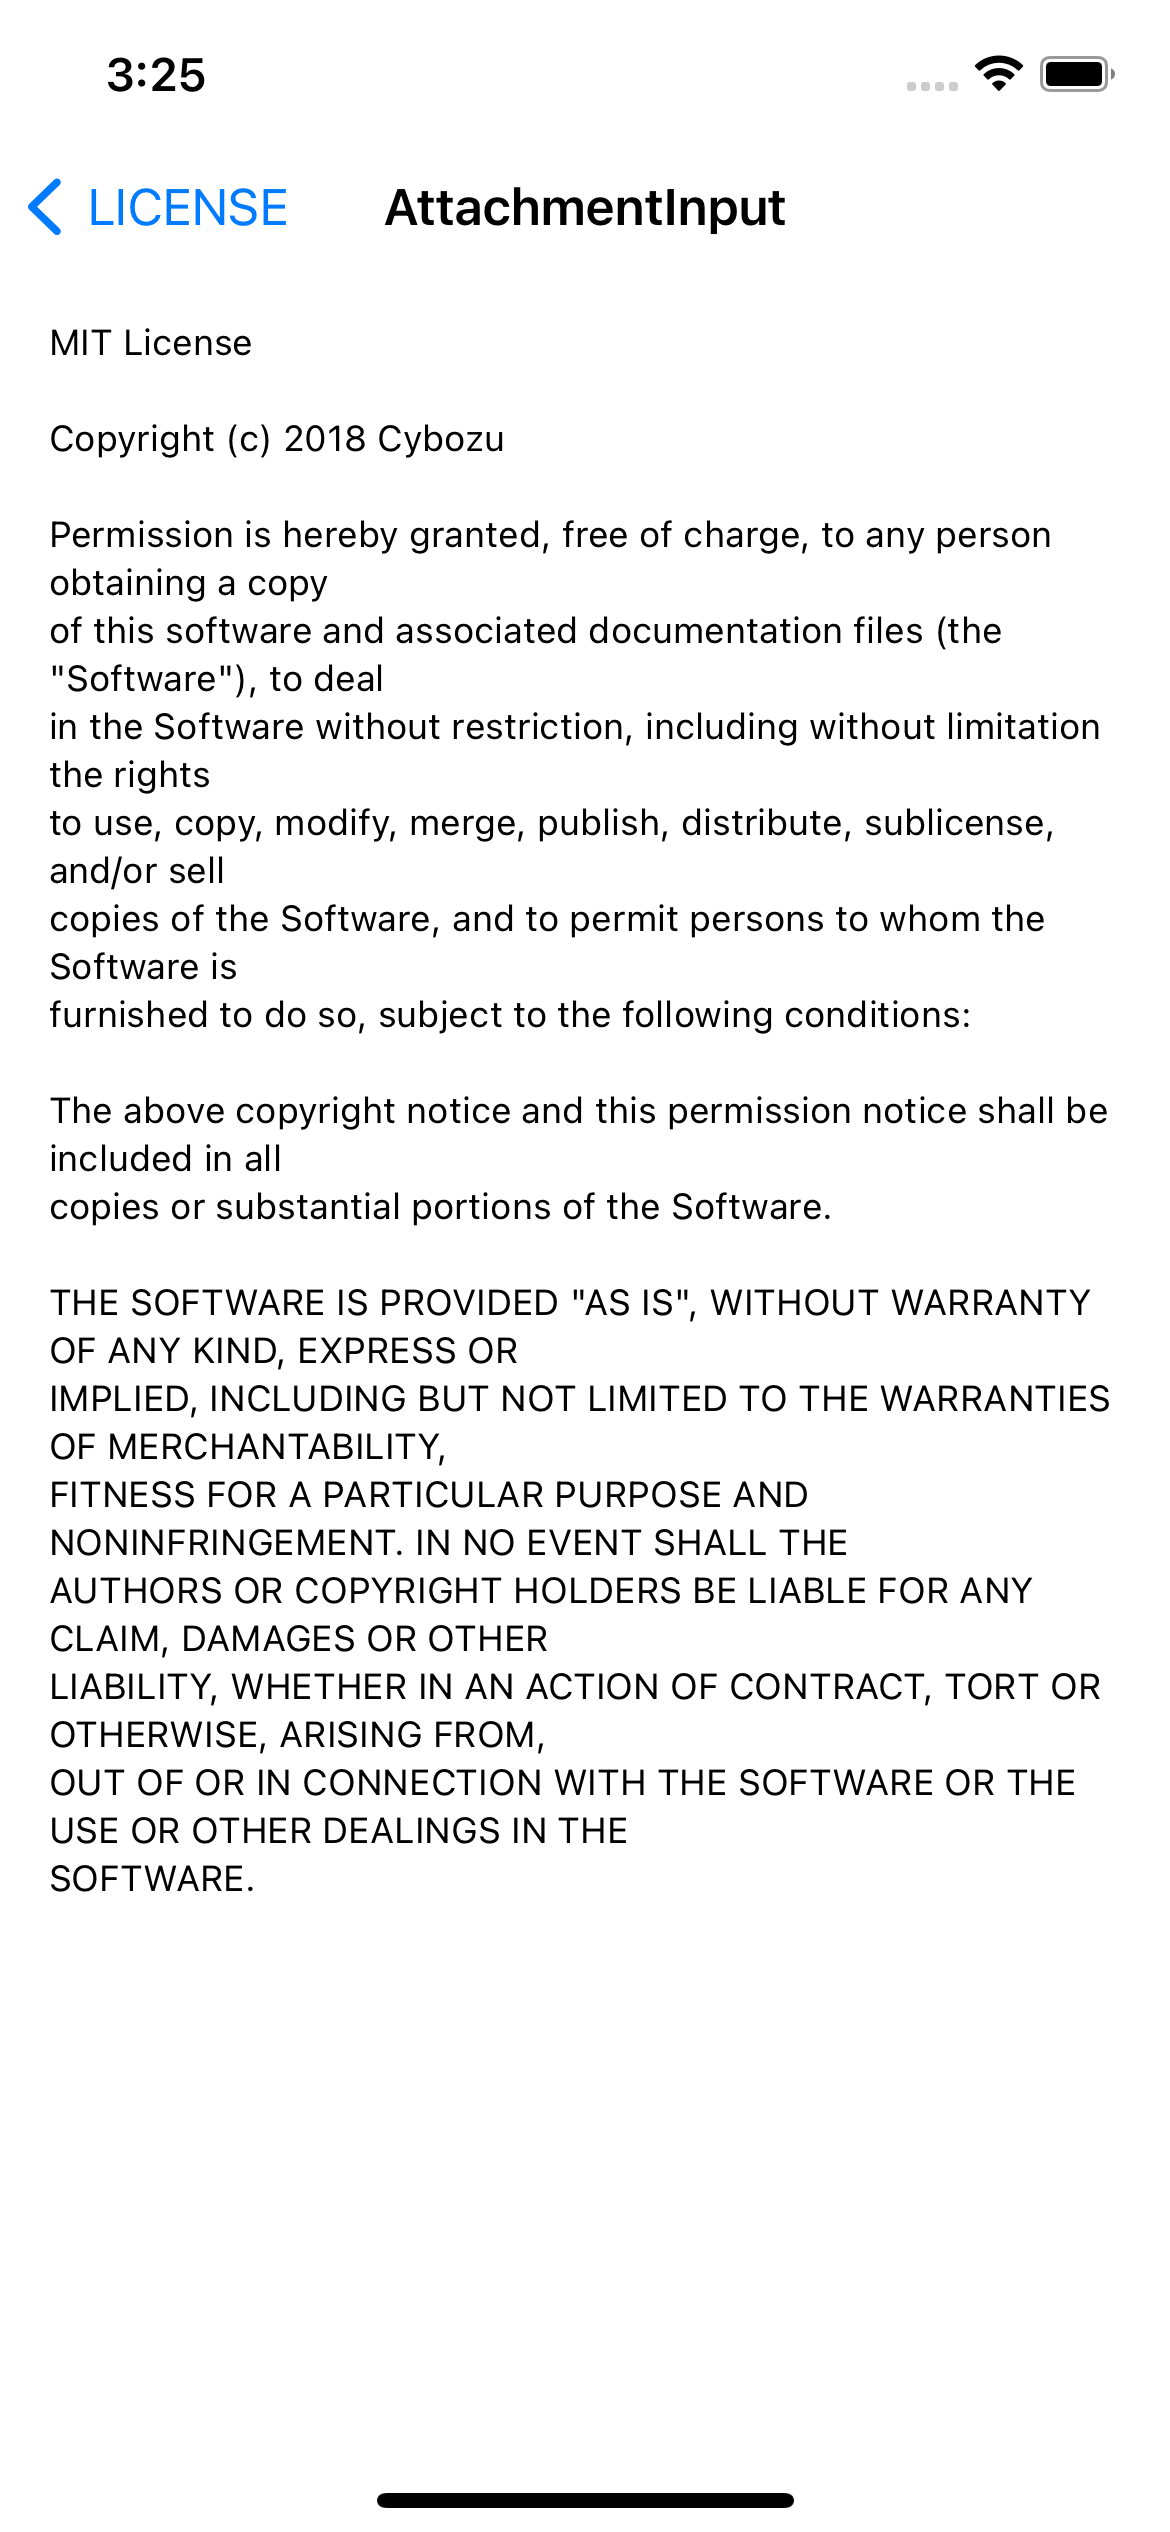 3:25
LICENSE
AttachmentInput
MIT License
Copyright (c) 2018 Cybozu
Permission is hereby granted, free of charge, to any person
obtaining a copy
of this software and associated documentation files (the
"Software"), to deal
in the Software without restriction, including without limitation
the rights
to use, copy, modify, merge, publish, distribute, sublicense,
and/or sell
copies of the Software, and to permit persons to whom the
Software is
furnished to do so, subject to the following conditions:
The above copyright notice and this permission notice shall be
included in all
copies or substantial portions of the Software.
THE SOFTWARE IS PROVIDED "AS IS", WITHOUT WARRANTY
OF ANY KIND, EXPRESS OR
IMPLIED, INCLUDING BUT NOT LIMITED TO THE WARRANTIES
OF MERCHANTABILITY,
FITNESS FOR A PARTICULAR PURPOSE AND
NONINFRINGEMENT. IN NO EVENT SHALL THE
AUTHORS OR COPYRIGHT HOLDERS BE LIABLE FOR ANY
CLAIM, DAMAGES OR OTHER
LIABILITY, WHETHER IN AN ACTION OF CONTRACT, TORT OR
OTHERWISE, ARISING FROM,
OUT OF OR IN CONNECTION WITH THE SOFTWARE OR THE
USE OR OTHER DEALINGS IN THE
SOFTWARE.